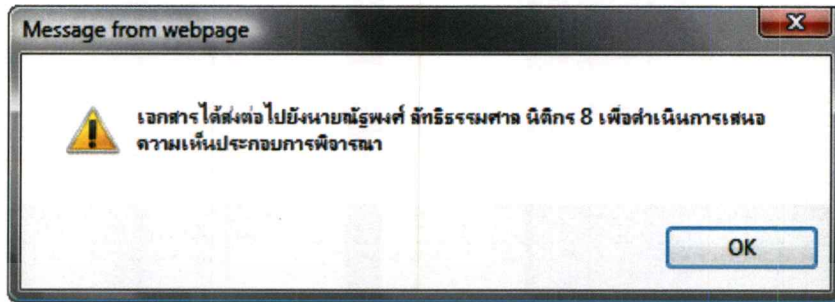 Message from webpage
เอกสารได้ส่งต่อไปยังนายณัฐพงศ์ ลัทธิธรรมศาล นิติกร 8 เพื่อดำเนินการเสนอ
ความเห็นประกอบการพิจารณา
OK